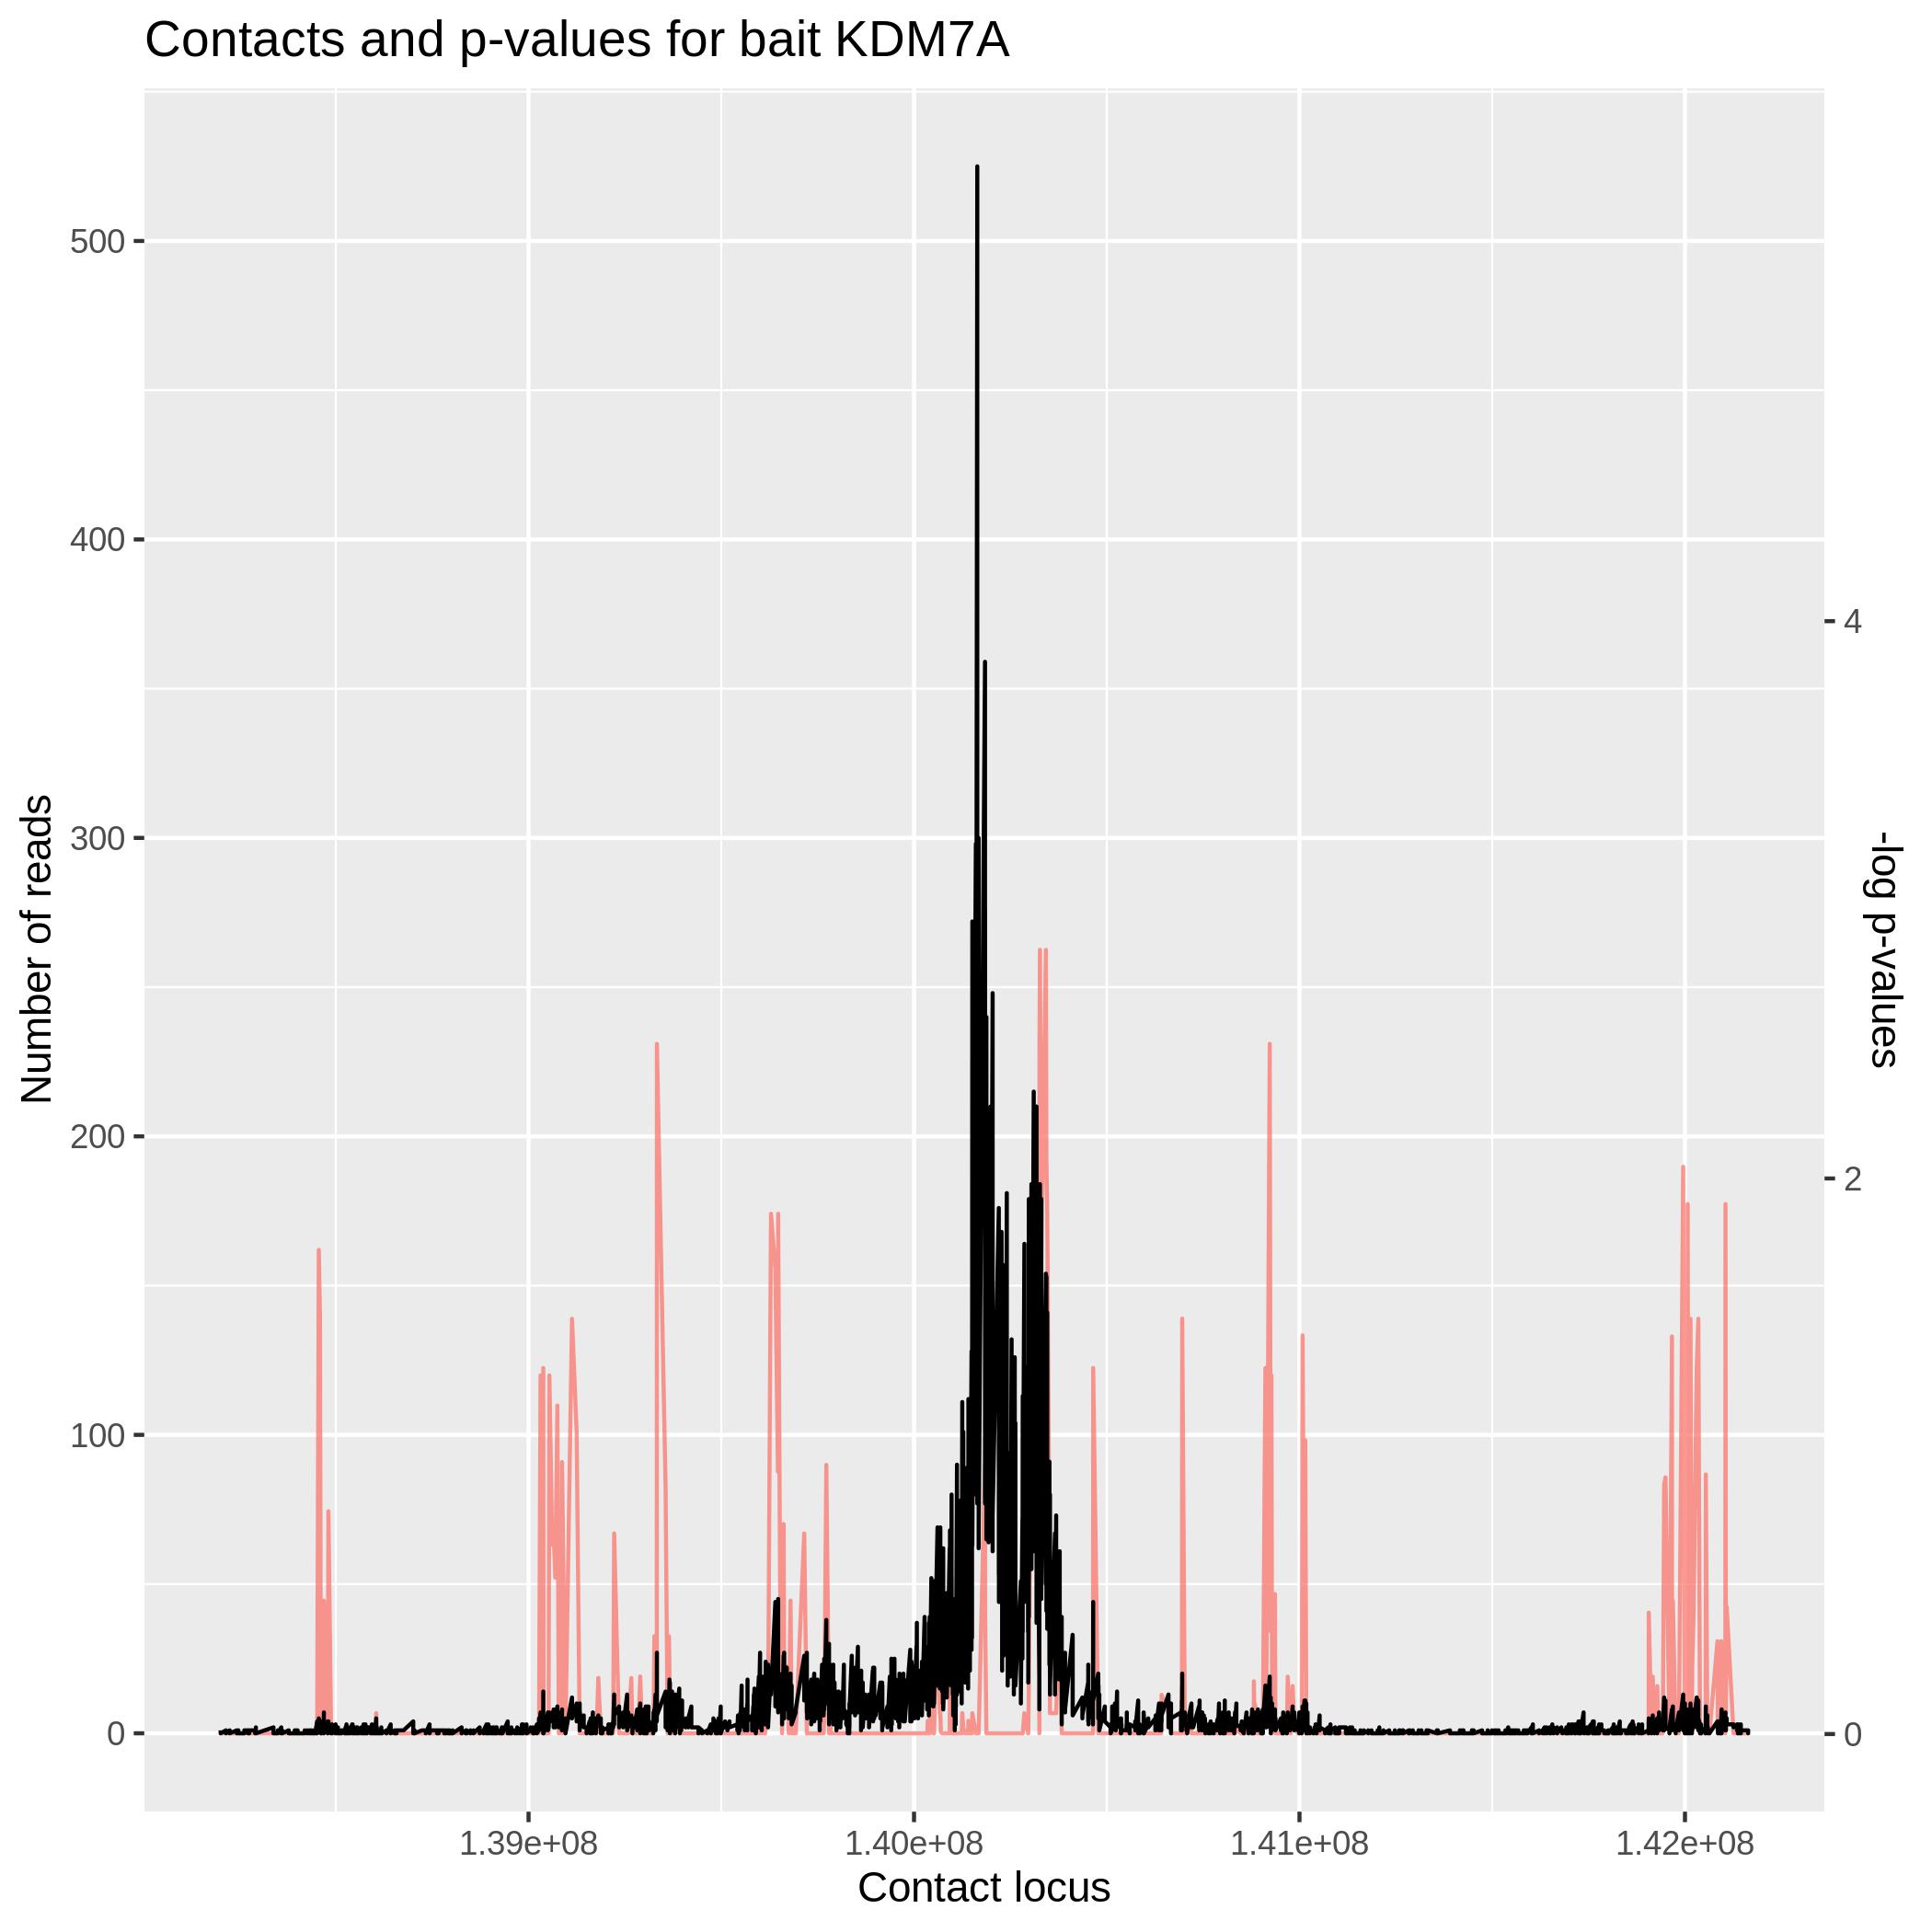 Contacts and p-values for bait KDM7A
500
400
300
200
100
0
Number of reads
4
2
0
-log p-values
1.39e+08
1.40e+08
1.41e+08
1.42e+08
Contact locus